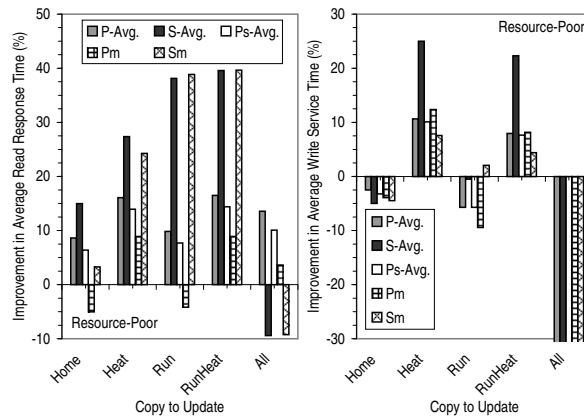 Improvement in Average Read Response Time (%)
50
40
30
20
10
0
-10
P-Avg. S-Avg. Ps-Avg.
Pm Sm
Resource-Poor
Home Heat Run RunHeat All
Copy to Update
Improvement in Average Write Service Time (%)
30
20
10
0
-10
-20
-30
Resource-Poor
P-Avg.
S-Avg.
Ps-Avg.
Pm
Sm
Home Heat Run RunHeat All
Copy to Update